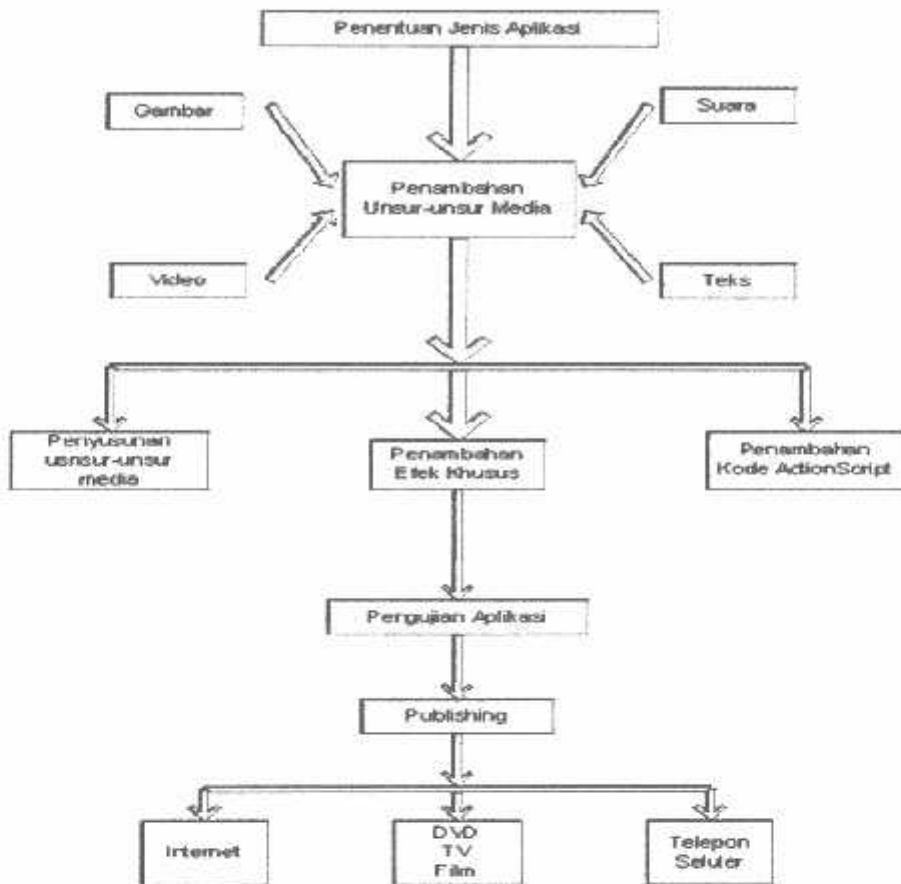 Penentuan Jenis Aplikasi
Gambar
Suara
Penambahan
Unsur-unsur Media
Video
Teks
Penyusunan
usnsur-unsur
media
Penambahan
Efek Khusus
Penambahan
Kode ActionScript
Pengujian Aplikasi
Publishing
Internet
DVD
TV
Film
Telepon
Seluler